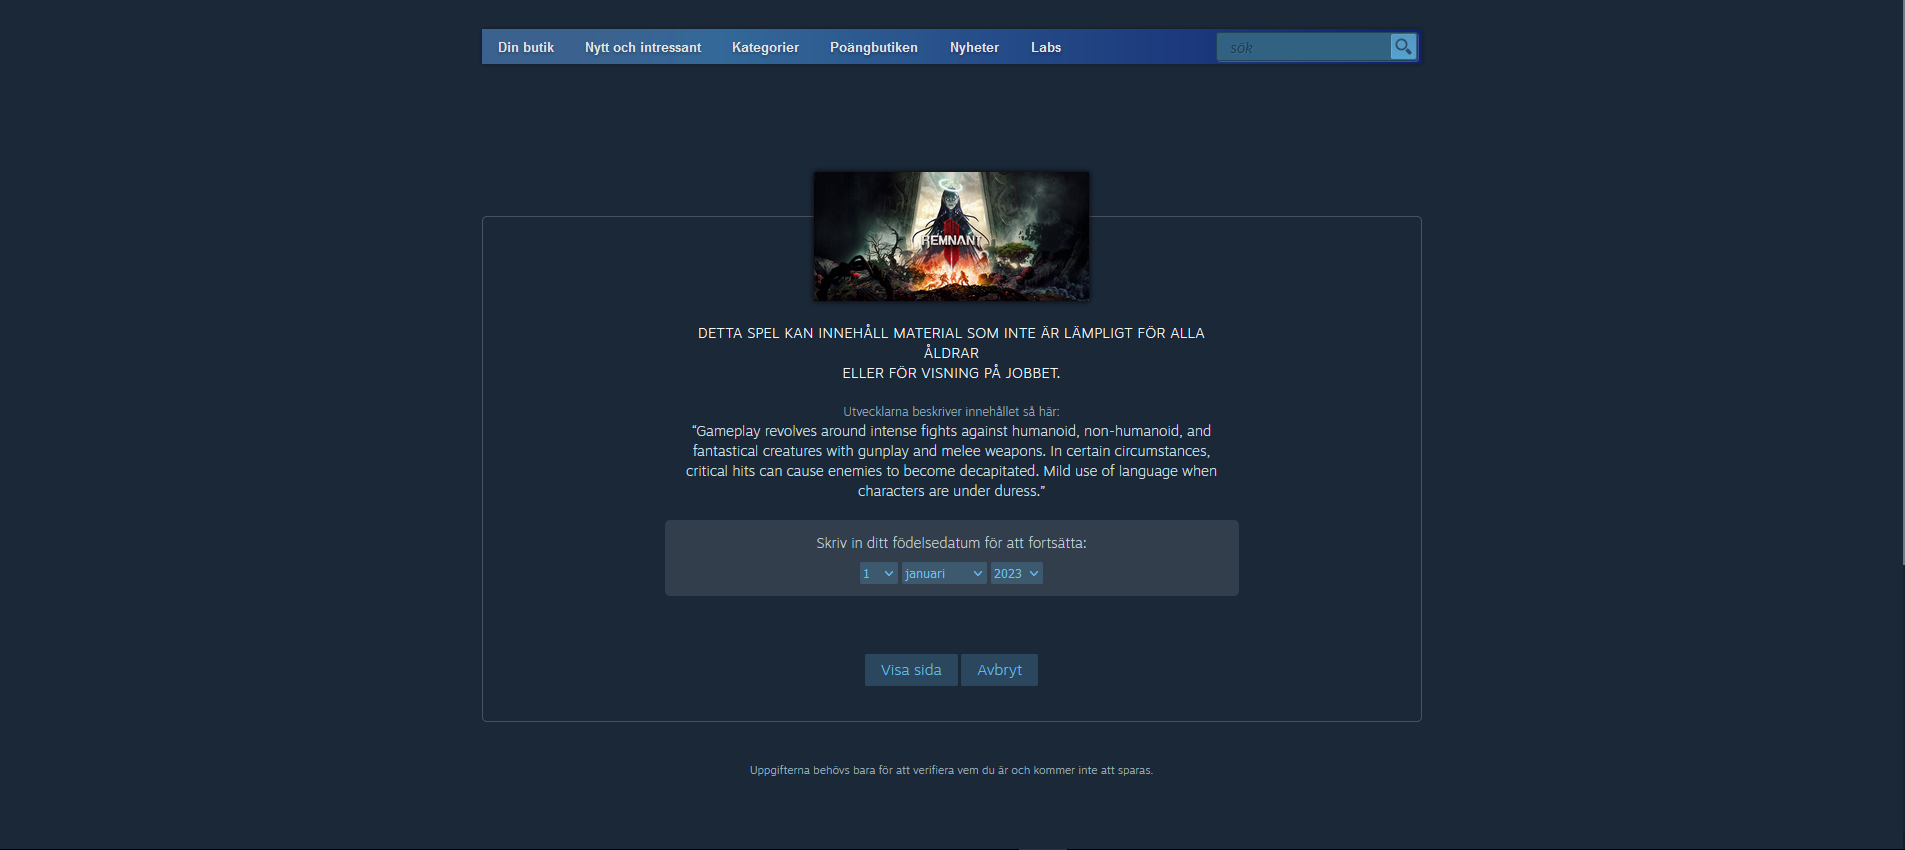 Din butik
Nytt och intressant
Kategorier
Poängbutiken
Nyheter
Labs
sök
REMNANT
DETTA SPEL KAN INNEHÅLL MATERIAL SOM INTE ÄR LÄMPLIGT FÖR ALLA
ÅLDRAR
ELLER FÖR VISNING PÅ JOBBET.
Utvecklarna beskriver innehållet så här:
“Gameplay revolves around intense fights against humanoid, non-humanoid, and
fantastical creatures with gunplay and melee weapons. In certain circumstances,
critical hits can cause enemies to become decapitated. Mild use of language when
characters are under duress.”
Skriv in ditt födelsedatum för att fortsätta:
1 januari 2023
Visa sida
Avbryt
Uppgifterna behövs bara för att verifiera vem du är och kommer inte att sparas.